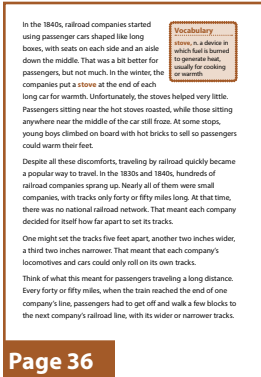 In the 1840s, railroad companies started
using passenger cars shaped like long
boxes, with seats on each side and an aisle
down the middle. That was a bit better for
passengers, but not much. In the winter, the
companies put a stove at the end of each
long car for warmth. Unfortunately, the stoves helped very little.
Passengers sitting near the hot stoves roasted, while those sitting
anywhere near the middle of the car still froze. At some stops,
young boys climbed on board with hot bricks to sell so passengers
could warm their feet.
Vocabulary
stove, n. a device in
which fuel is burned
to generate heat,
usually for cooking
or warmth
Despite all these discomforts, traveling by railroad quickly became
a popular way to travel. In the 1830s and 1840s, hundreds of
railroad companies sprang up. Nearly all of them were small
companies, with tracks only forty or fifty miles long. At that time,
there was no national railroad network. That meant each company
decided for itself how far apart to set its tracks.
One might set the tracks five feet apart, another two inches wider,
a third two inches narrower. That meant that each company's
locomotives and cars could only roll on its own tracks.
Think of what this meant for passengers traveling a long distance.
Every forty or fifty miles, when the train reached the end of one
company's line, passengers had to get off and walk a few blocks to
the next company's railroad line, with its wider or narrower tracks.
Page 36